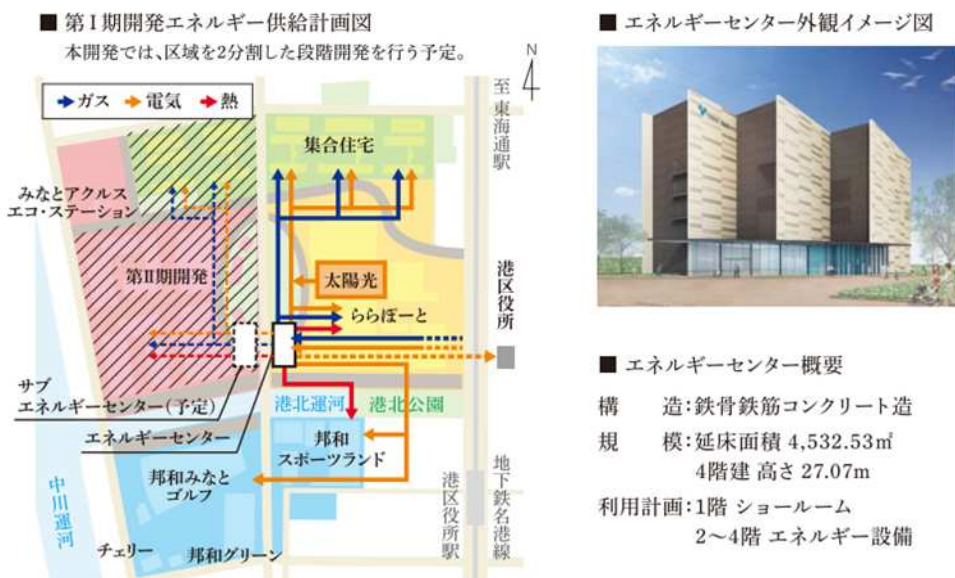 ■ 第Ⅰ期開発エネルギー供給計画図
本開発では、区域を2分割した段階開発を行う予定。
N
ガス 電気 熱
至 東海通駅
集合住宅
みなとアクルス
エコ・ステーション
第Ⅱ期開発
太陽光
ららぽーと
港区役所
サブ
エネルギーセンター(予定)
エネルギーセンター
港北運河
港北公園
邦和
スポーツランド
邦和みなと
ゴルフ
中川運河
チェリー
邦和グリーン
港区役所駅
地下鉄名港線
■ エネルギーセンター外観イメージ図
■ エネルギーセンター概要
構 造:鉄骨鉄筋コンクリート造
規 模:延床面積 4,532.53㎡
4階建 高さ 27.07m
利用計画:1階 ショールーム
2〜4階 エネルギー設備